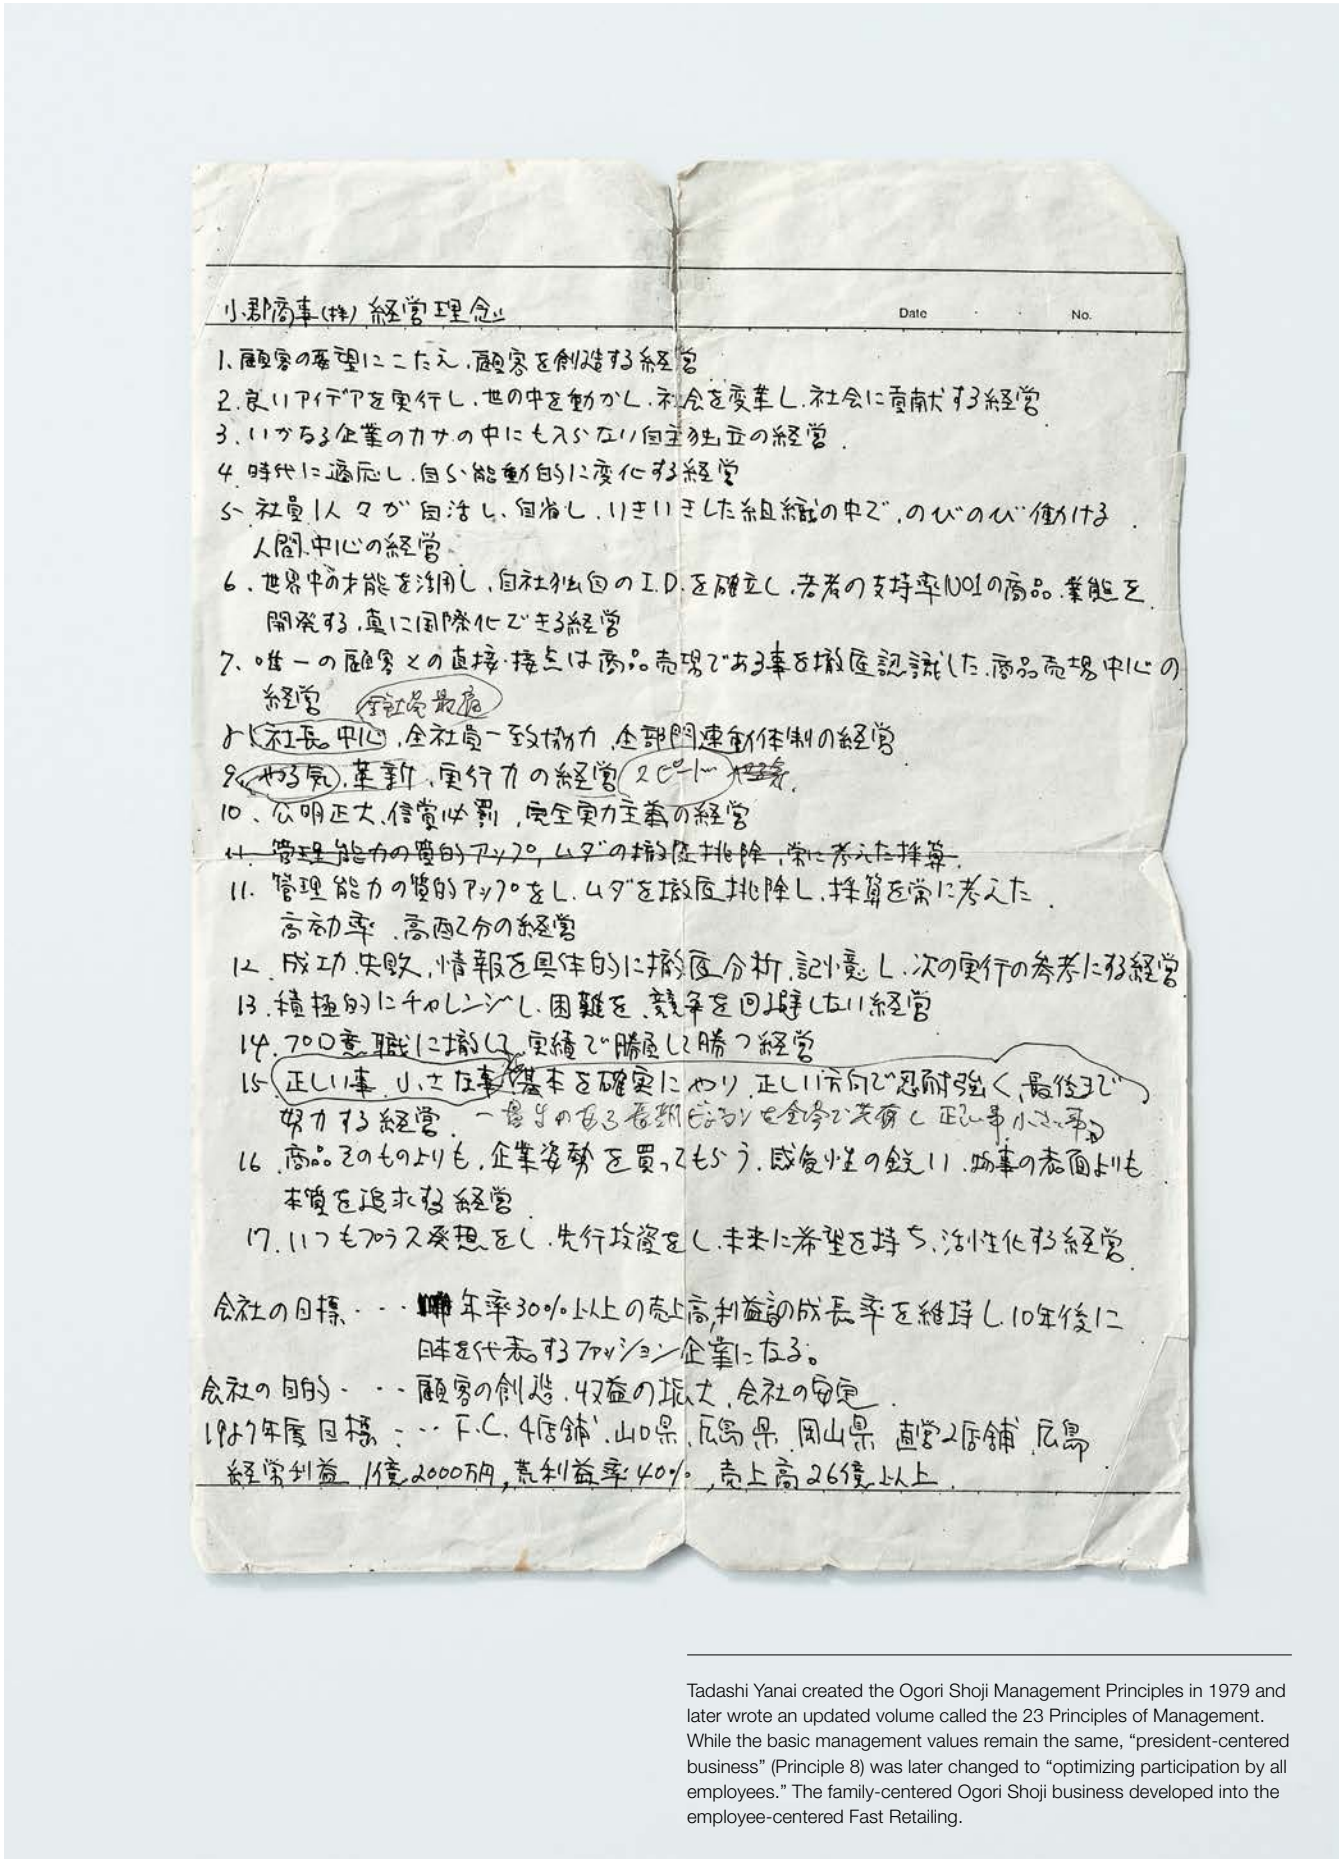 小郡商事(株) 経営理念
Date ・ ・ No.
1. 顧客の要望にこたえ、顧客を創造する経営
2. 良いアイデアを実行し、世の中を動かし、社会を変革し、社会に貢献する経営
3. いかなる企業のカサの中にも入らない自主独立の経営.
4. 時代に適応し、自ら能動的に変化する経営
5. 社員1人々が自活し、自省し、いきいきした組織の中で、のびのび働ける
人間中心の経営
6. 世界中の才能を活用し、自社独自のI.D.を確立し、若者の支持率NO1の商品、業態を
開発する、真に国際化できる経営
7. 唯一の顧客との直接接点は商品売場である事を徹底認識した、商品売場中心の
経営
全社員最適
8. 社長中心、全社員一致協力、全部門連動体制の経営
9. やる気、革新、実行力の経営 スピード
10. 公明正大、信賞必罰、完全実力主義の経営
11. 管理能力の質的アップ、ムダの徹底排除、常に考えた採算.
11. 管理能力の質的アップをし、ムダを徹底排除し、採算を常に考えた
高効率、高配分の経営
12. 成功、失敗、情報を具体的に徹底分析、記憶し、次の実行の参考にする経営
13. 積極的にチャレンジし、困難を、競争を回避しない経営
14. プロ意職に徹して、実績で勝負して勝つ経営
15. 正しい事、小さな事、基本を確実にやり、正しい方向で忍耐強く、最後まで
努力する経営. 一貫性のある長期ビジョンを全体で共有し 正しい事 小さな事
16. 商品そのものよりも、企業姿勢を買ってもらう、感受性の鋭い、物事の表面よりも
本質を追求する経営
17. いつもプラス発想をし、先行投資をし、未来に希望を持ち、活性化する経営.
会社の目標・・・ 年率30%以上の売上高,利益の成長率を維持し、10年後に
日本を代表するファッション企業になる。
会社の目的・・・顧客の創造、収益の拡大、会社の安定.
1987年度目標・・・F.C. 4店舗、山口県、広島県、岡山県 直営2店舗、広島
経常利益 1億2000万円,荒利益率40%,売上高26億以上.
Tadashi Yanai created the Ogori Shoji Management Principles in 1979 and
later wrote an updated volume called the 23 Principles of Management.
While the basic management values remain the same, “president-centered
business” (Principle 8) was later changed to “optimizing participation by all
employees.” The family-centered Ogori Shoji business developed into the
employee-centered Fast Retailing.